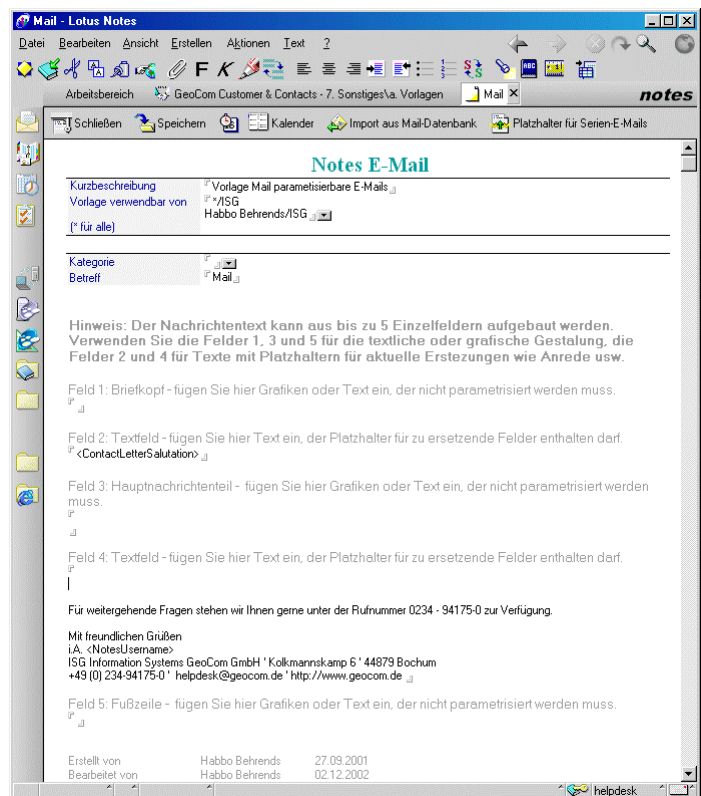 Mail - Lotus Notes
Datei Bearbeiten Ansicht Erstellen Aktionen Text ?
F K
Arbeitsbereich GeoCom Customer & Contacts - 7. Sonstiges\a. Vorlagen Mail notes
Schließen Speichern Kalender Import aus Mail-Datenbank Platzhalter für Serien-E-Mails
Notes E-Mail
Kurzbeschreibung Vorlage Mail parametisierbare E-Mails
Vorlage verwendbar von */ISG
Habbo Behrends/ISG
(* für alle)
Kategorie
Betreff Mail
Hinweis: Der Nachrichtentext kann aus bis zu 5 Einzelfeldern aufgebaut werden.
Verwenden Sie die Felder 1, 3 und 5 für die textliche oder grafische Gestalung, die
Felder 2 und 4 für Texte mit Platzhaltern für aktuelle Erstezungen wie Anrede usw.
Feld 1: Briefkopf - fügen Sie hier Grafiken oder Text ein, der nicht parametrisiert werden muss.
Feld 2: Textfeld - fügen Sie hier Text ein, der Platzhalter für zu ersetzende Felder enthalten darf.
<ContactLetterSalutation>
Feld 3: Hauptnachrichtenteil - fügen Sie hier Grafiken oder Text ein, der nicht parametrisiert werden
muss.
Feld 4: Textfeld - fügen Sie hier Text ein, der Platzhalter für zu ersetzende Felder enthalten darf.
Für weitergehende Fragen stehen wir Ihnen gerne unter der Rufnummer 0234 - 94175-0 zur Verfügung.
Mit freundlichen Grüßen
i.A. <NotesUsername>
ISG Information Systems GeoCom GmbH ' Kolkmannskamp 6 ' 44879 Bochum
+49 (0) 234-94175-0 ' helpdesk@geocom.de ' http://www.geocom.de
Feld 5: Fußzeile - fügen Sie hier Grafiken oder Text ein, der nicht parametrisiert werden muss.
Erstellt von Habbo Behrends 27.09.2001
Bearbeitet von Habbo Behrends 02.12.2002
helpdesk